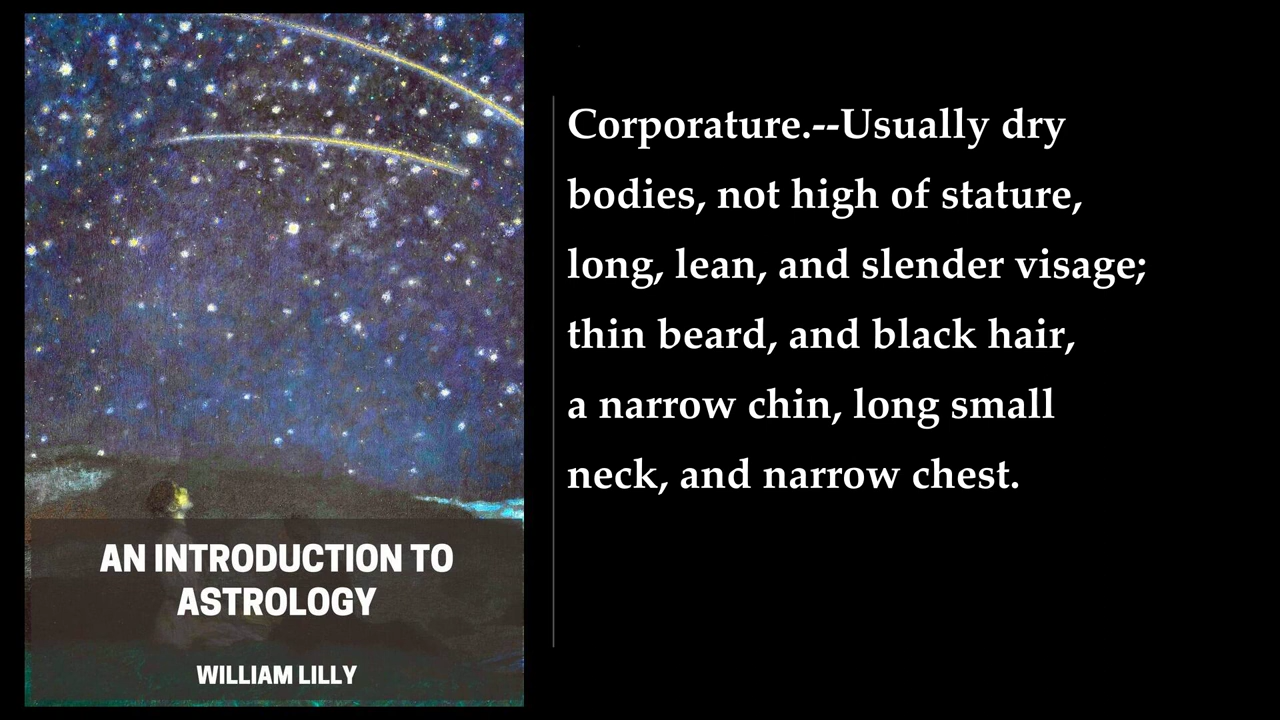 Corporature.--Usually dry
bodies, not high of stature,
long, lean, and slender visage;
thin beard, and black hair,
a narrow chin, long small
neck, and narrow chest.
AN INTRODUCTION TO
ASTROLOGY
WILLIAM LILLY